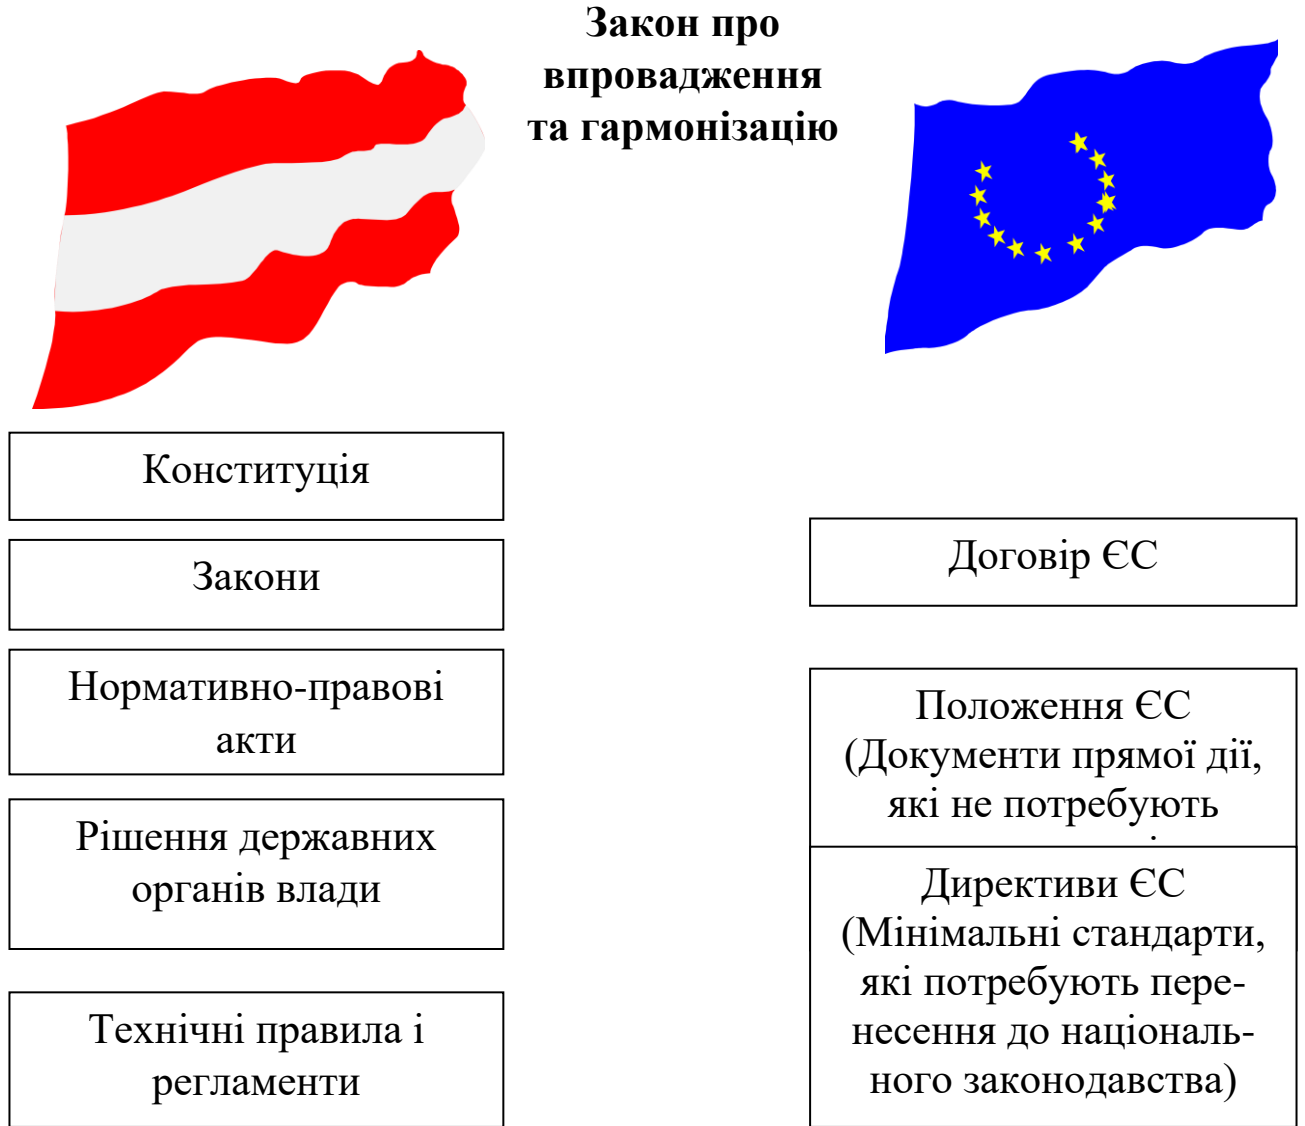 Закон про
впровадження
та гармонізацію
Конституція
Закони
Нормативно-правові
акти
Рішення державних
органів влади
Технічні правила і
регламенти
Договір ЄС
Положення ЄС
(Документи прямої дії,
які не потребують
Директиви ЄС
(Мінімальні стандарти,
які потребують пере-
несення до національ-
ного законодавства)